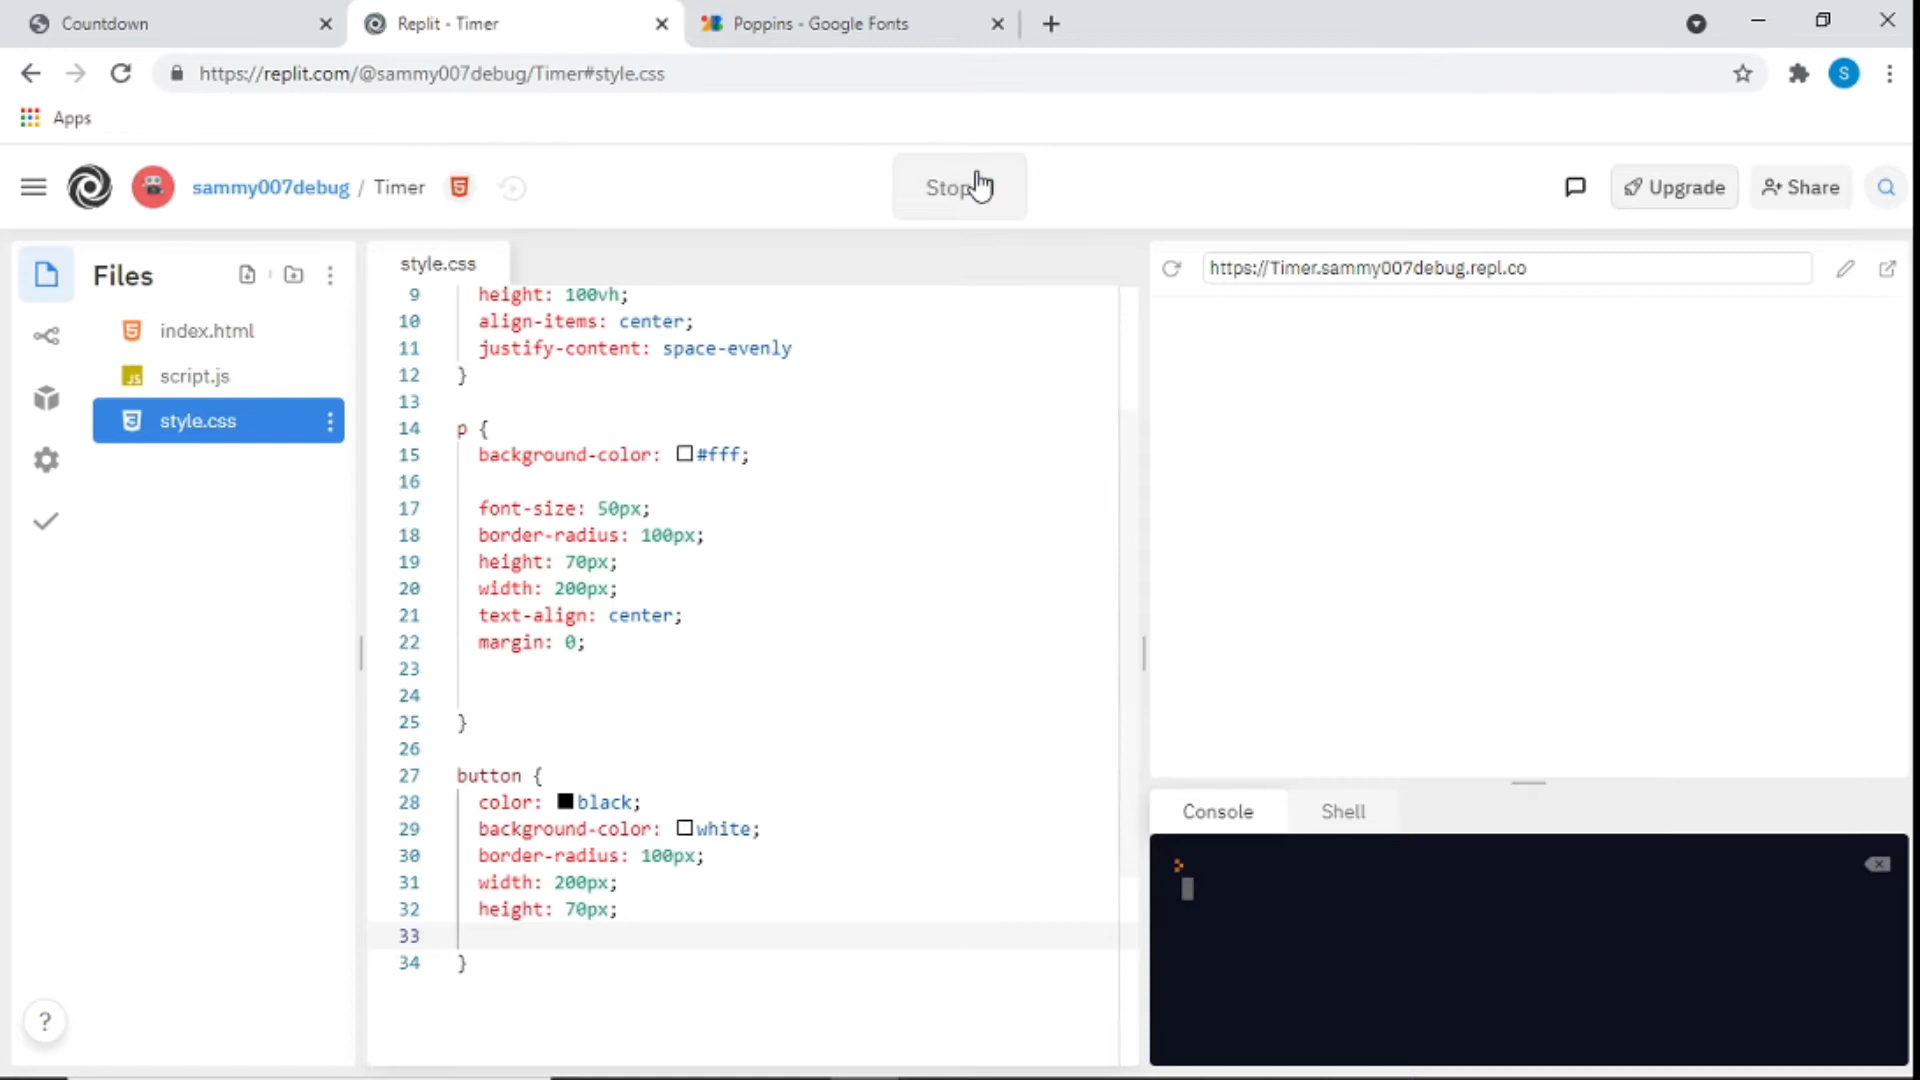 Countdown
Replit - Timer
Poppins - Google Fonts
https://replit.com/@sammy007debug/Timer#style.css
S
Apps
sammy007debug / Timer
Stop
Upgrade
Share
Files
index.html
script.js
style.css
style.css
9 height: 100vh;
10 align-items: center;
11 justify-content: space-evenly
12 }
13
14 p {
15 background-color: #fff;
16
17 font-size: 50px;
18 border-radius: 100px;
19 height: 70px;
20 width: 200px;
21 text-align: center;
22 margin: 0;
23
24
25 }
26
27 button {
28 color: black;
29 background-color: white;
30 border-radius: 100px;
31 width: 200px;
32 height: 70px;
33
34 }
https://Timer.sammy007debug.repl.co
Console
Shell
>
?